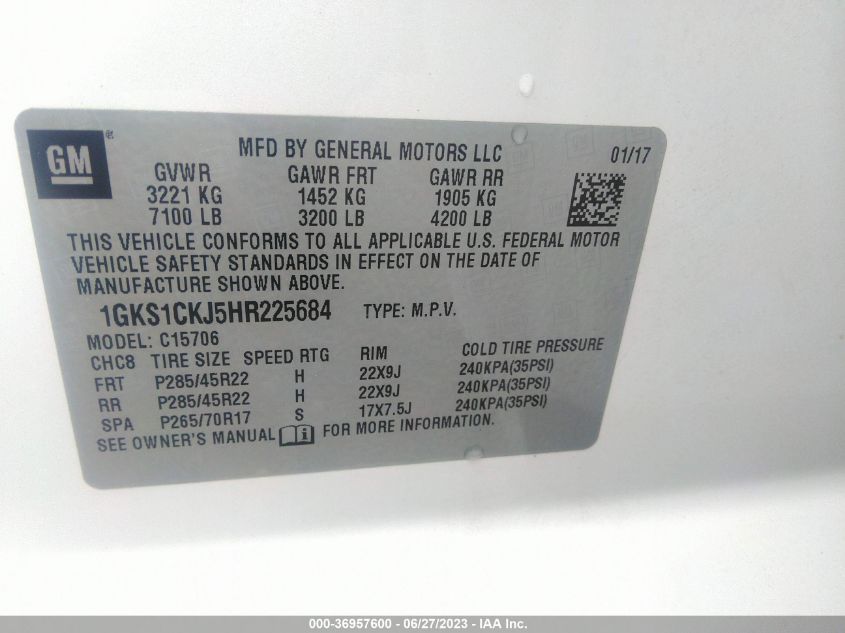 GM ®
MFD BY GENERAL MOTORS LLC 01/17
GVWR GAWR FRT GAWR RR
3221 KG 1452 KG 1905 KG
7100 LB 3200 LB 4200 LB
THIS VEHICLE CONFORMS TO ALL APPLICABLE U.S. FEDERAL MOTOR
VEHICLE SAFETY STANDARDS IN EFFECT ON THE DATE OF
MANUFACTURE SHOWN ABOVE.
1GKS1CKJ5HR225684 TYPE: M.P.V.
MODEL: C15706
CHC8 TIRE SIZE SPEED RTG RIM COLD TIRE PRESSURE
FRT P285/45R22 H 22X9J 240KPA(35PSI)
RR P285/45R22 H 22X9J 240KPA(35PSI)
SPA P265/70R17 S 17X7.5J 240KPA(35PSI)
SEE OWNER'S MANUAL FOR MORE INFORMATION.
000-36957600 - 06/27/2023 - IAA Inc.